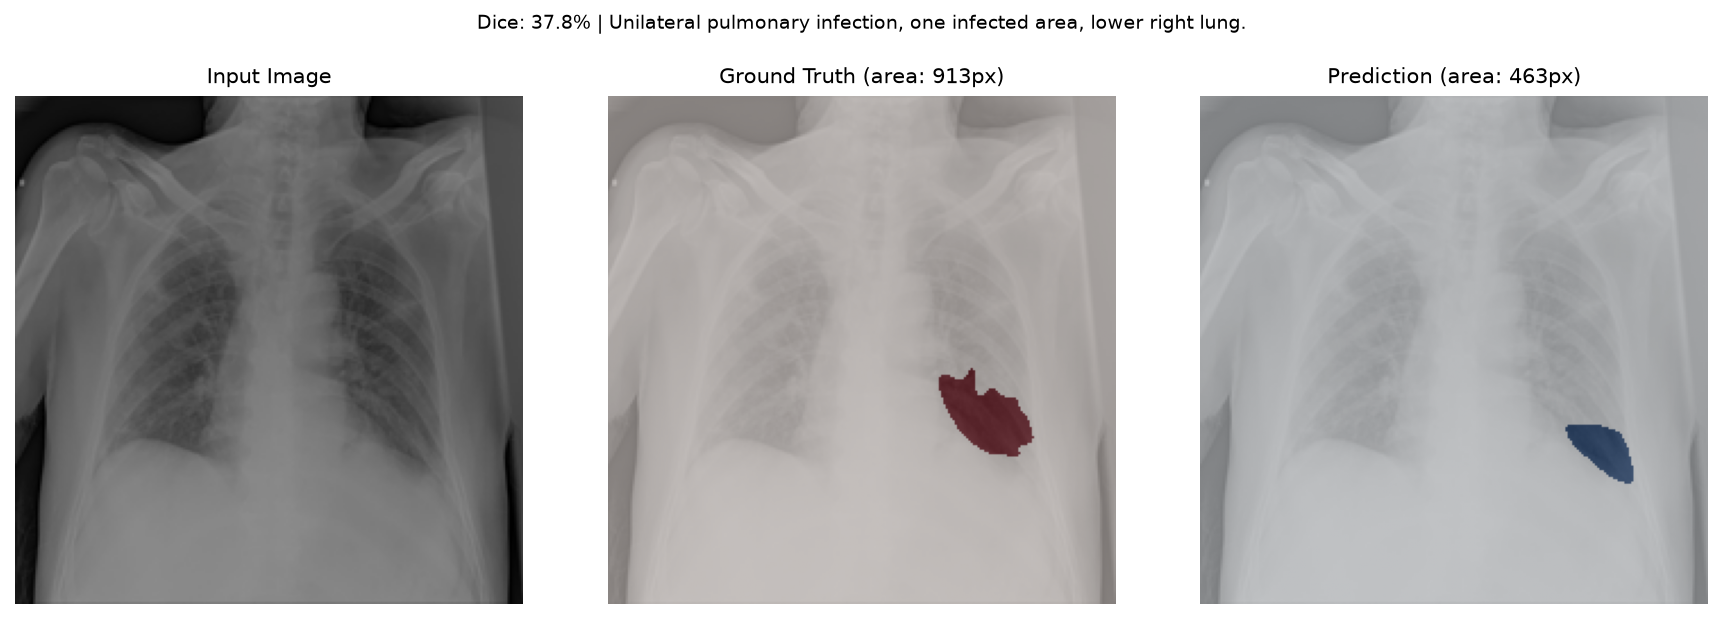 Dice: 37.8% | Unilateral pulmonary infection, one infected area, lower right lung.
Input Image
Ground Truth (area: 913px)
Prediction (area: 463px)